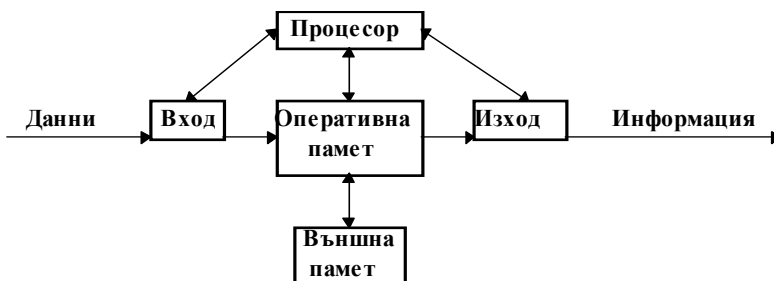 Процесор
Данни
Вход
Оперативна
памет
Изход
Информация
Външна
памет